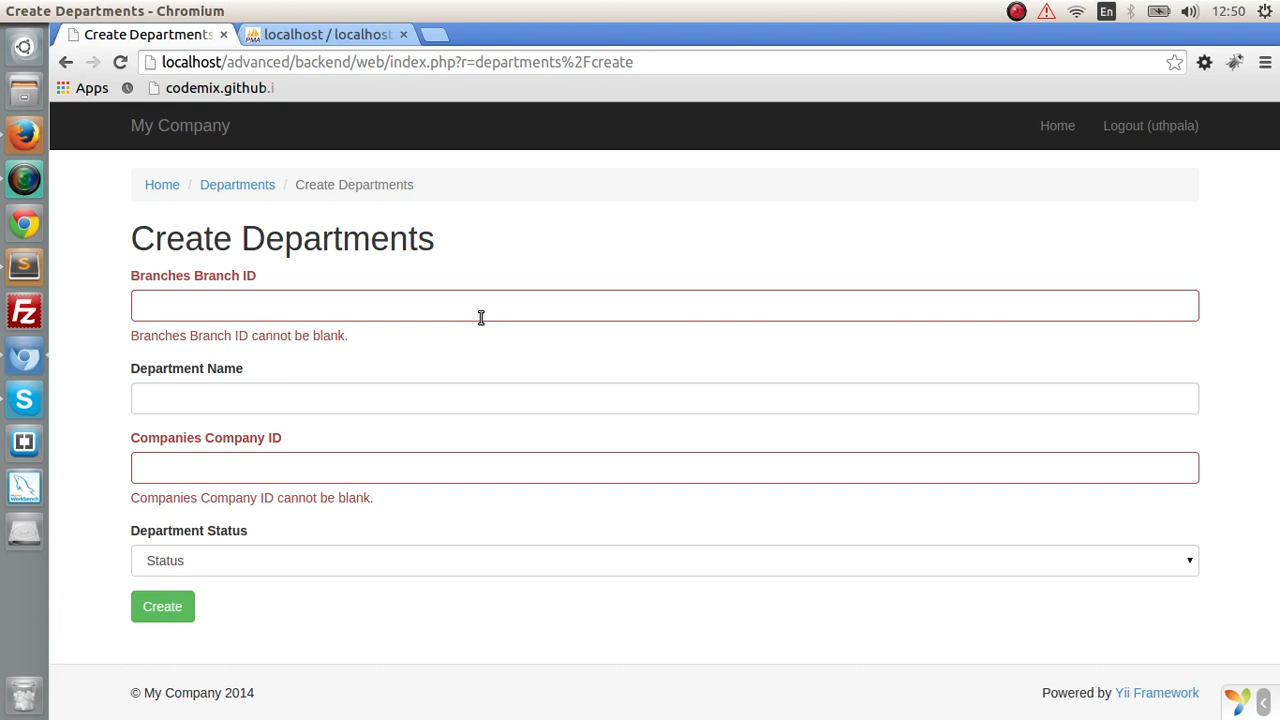 Create Departments - Chromium
En
12:50
Create Departments ×
PMA localhost / localhost ×
localhost/advanced/backend/web/index.php?r=departments%2Fcreate
Apps
codemix.github.i
My Company
Home
Logout (uthpala)
Home / Departments / Create Departments
Create Departments
Branches Branch ID
Branches Branch ID cannot be blank.
Department Name
Companies Company ID
Companies Company ID cannot be blank.
Department Status
Status
Create
© My Company 2014
Powered by Yii Framework